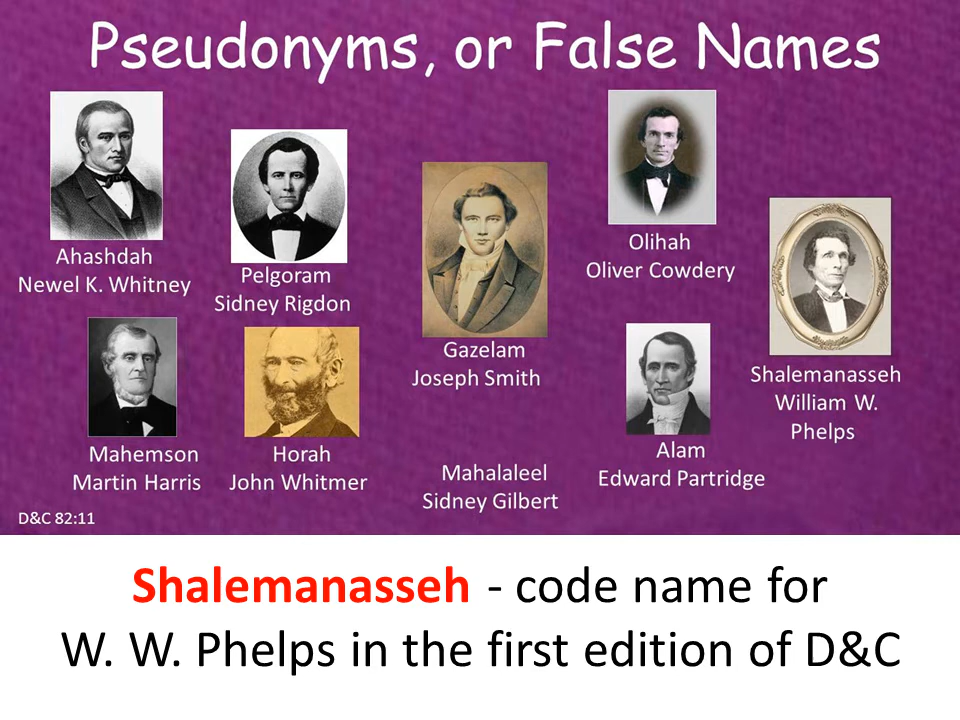 Pseudonyms, or False Names
Ahashdah
Newel K. Whitney
Pelgoram
Sidney Rigdon
Gazelam
Joseph Smith
Olihah
Oliver Cowdery
Shalemanasseh
William W.
Phelps
Mahemson
Martin Harris
Horah
John Whitmer
Mahalaleel
Sidney Gilbert
Alam
Edward Partridge
D&C 82:11
Shalemanasseh - code name for
W. W. Phelps in the first edition of D&C